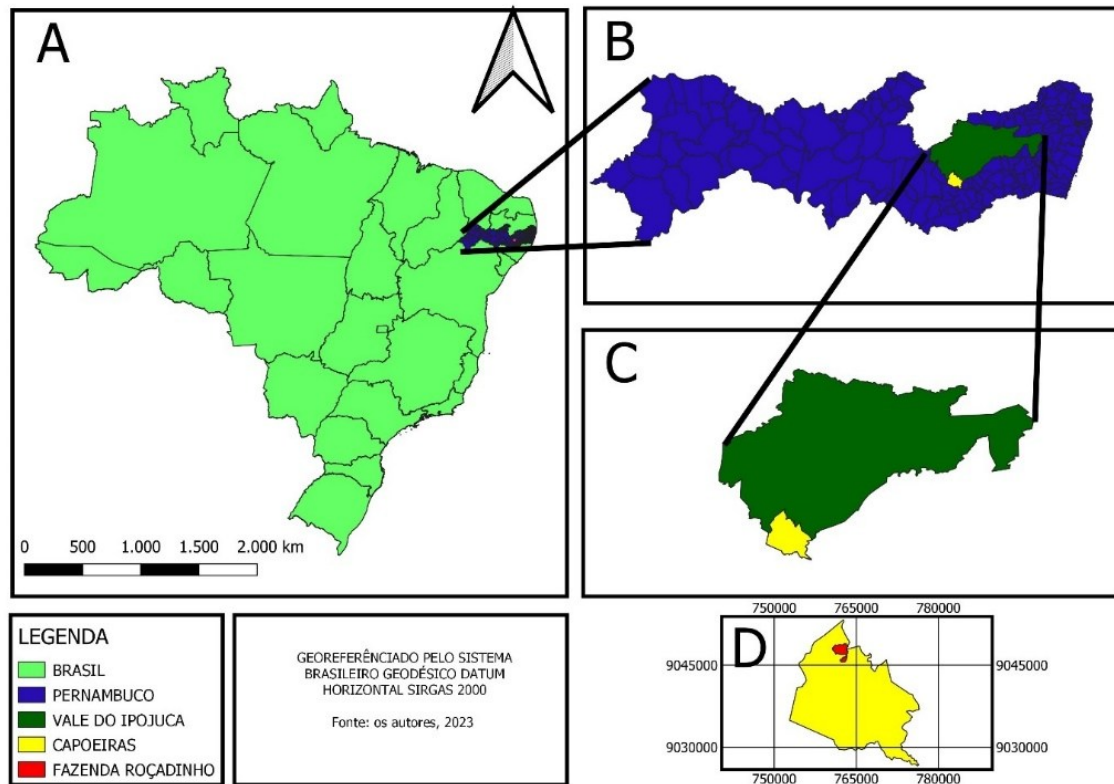 A
B
C
0 500 1.000 1.500 2.000 km
LEGENDA
BRASIL
PERNAMBUCO
VALE DO IPOJUCA
CAPOEIRAS
FAZENDA ROÇADINHO
GEOREFERÊNCIADO PELO SISTEMA
BRASILEIRO GEODÉSICO DATUM
HORIZONTAL SIRGAS 2000
Fonte: os autores, 2023
750000 765000 780000
D
9045000 9045000
9030000 9030000
750000 765000 780000